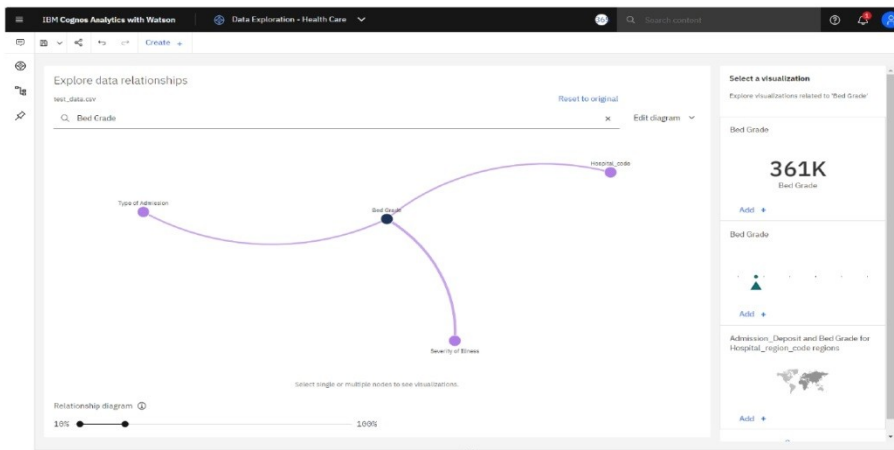 IBM Cognos Analytics with Watson
Data Exploration - Health Care
Search content
Create
Explore data relationships
test_data.csv
Reset to original
Bed Grade
Edit diagram
Hospital_code
Type of Admission
Bed Grade
Severity of Illness
Select single or multiple nodes to see visualizations.
Relationship diagram
10%
100%
Select a visualization
Explore visualizations related to 'Bed Grade'
Bed Grade
361K
Bed Grade
Add +
Bed Grade
Add +
Admission_Deposit and Bed Grade for
Hospital_region_code regions
Add +